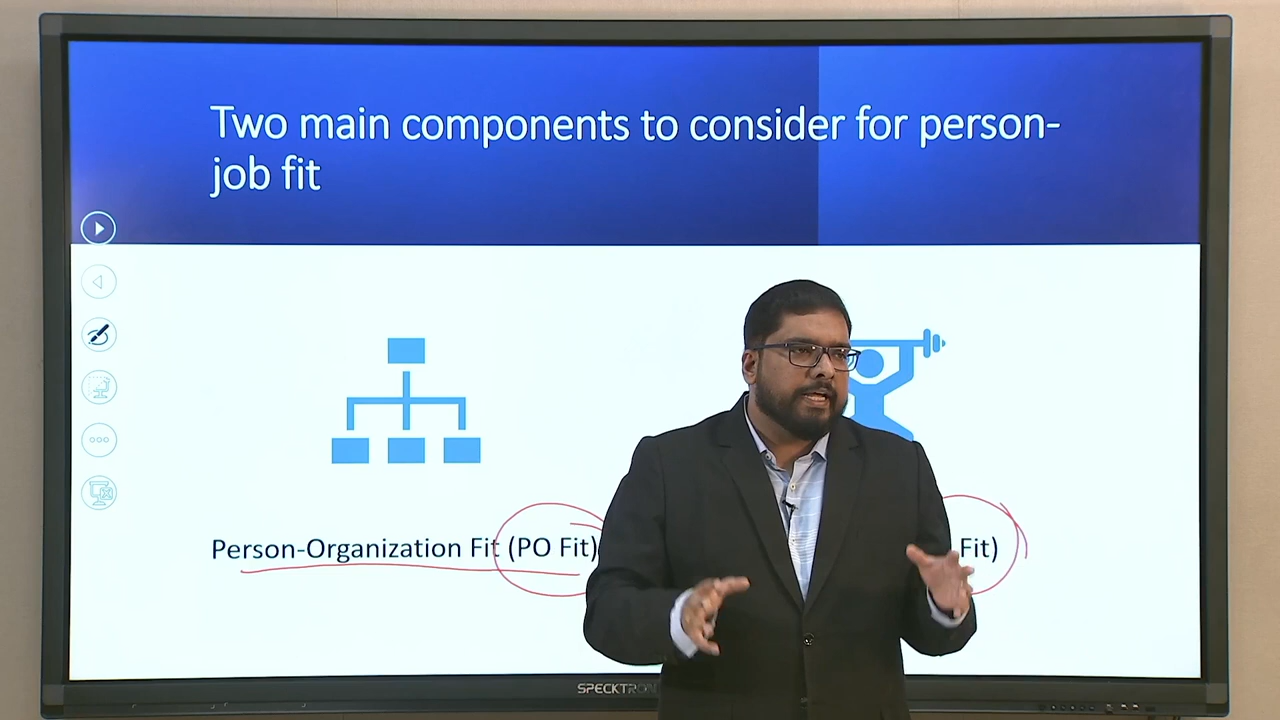 Two main components to consider for person-
job fit
Person-Organization Fit (PO Fit)
Fit)
SPECKTRON